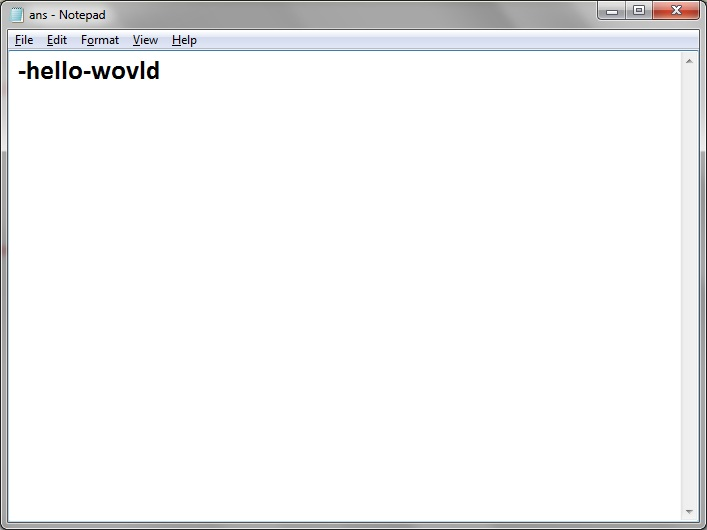 ans - Notepad
File Edit Format View Help
-hello-wovld